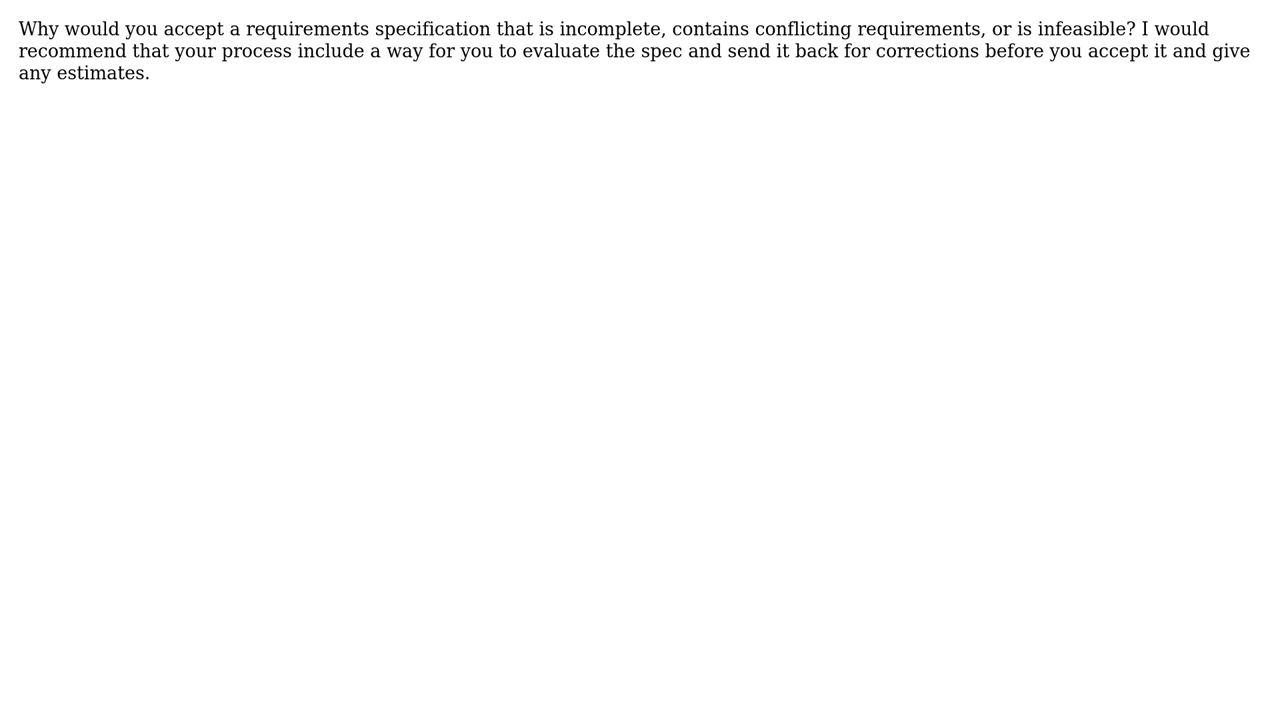 Why would you accept a requirements specification that is incomplete, contains conflicting requirements, or is infeasible? I would
recommend that your process include a way for you to evaluate the spec and send it back for corrections before you accept it and give
any estimates.